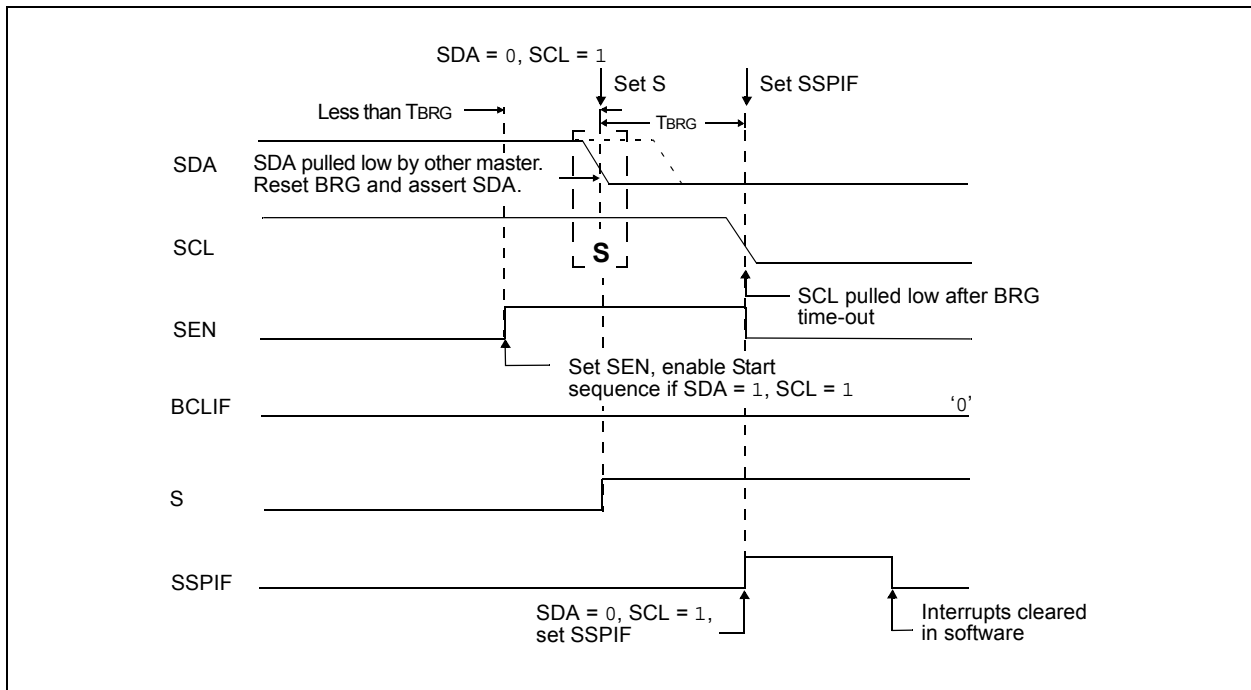 SDA = 0, SCL = 1
Set S
Set SSPIF
Less than TBRG
TBRG
SDA
SDA pulled low by other master.
Reset BRG and assert SDA.
SCL
S
SCL pulled low after BRG
time-out
SEN
Set SEN, enable Start
sequence if SDA = 1, SCL = 1
BCLIF
‘0’
S
SSPIF
SDA = 0, SCL = 1,
set SSPIF
Interrupts cleared
in software